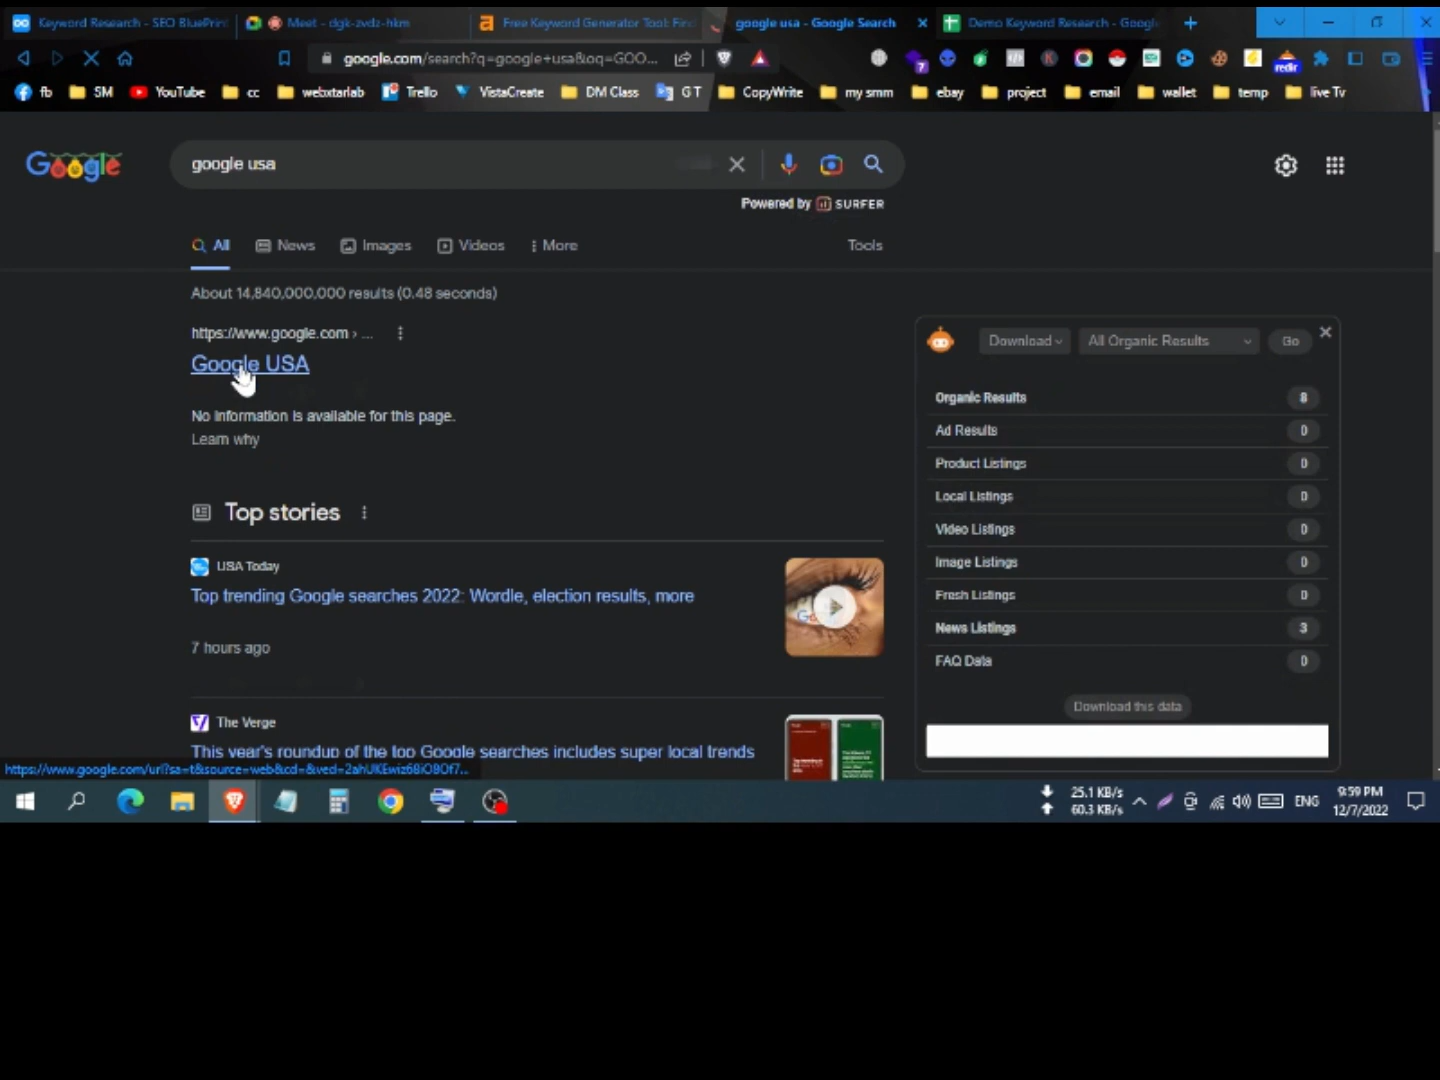 Keyword Research - SEO BluePrint
Meet - dgk-zvdz-hkm
Free Keyword Generator Tool: Fin
google usa - Google Search
Demo Keyword Research - Google
google.com/search?q=google+usa&oq=GOO...
7
redir
fb
SM
YouTube
cc
webxtarlab
Trello
VistaCreate
DM Class
G T
CopyWrite
my smm
ebay
project
email
wallet
temp
live Tv
Google
google usa
Powered by SURFER
All
News
Images
Videos
More
Tools
About 14,840,000,000 results (0.48 seconds)
https://www.google.com › ...
Google USA
No information is available for this page.
Learn why
Top stories
USA Today
Top trending Google searches 2022: Wordle, election results, more
7 hours ago
The Verge
This year's roundup of the top Google searches includes super local trends
Download
All Organic Results
Go
Organic Results 8
Ad Results 0
Product Listings 0
Local Listings 0
Video Listings 0
Image Listings 0
Fresh Listings 0
News Listings 3
FAQ Data 0
Download this data
25.1 KB/s
60.3 KB/s
ENG
9:59 PM
12/7/2022